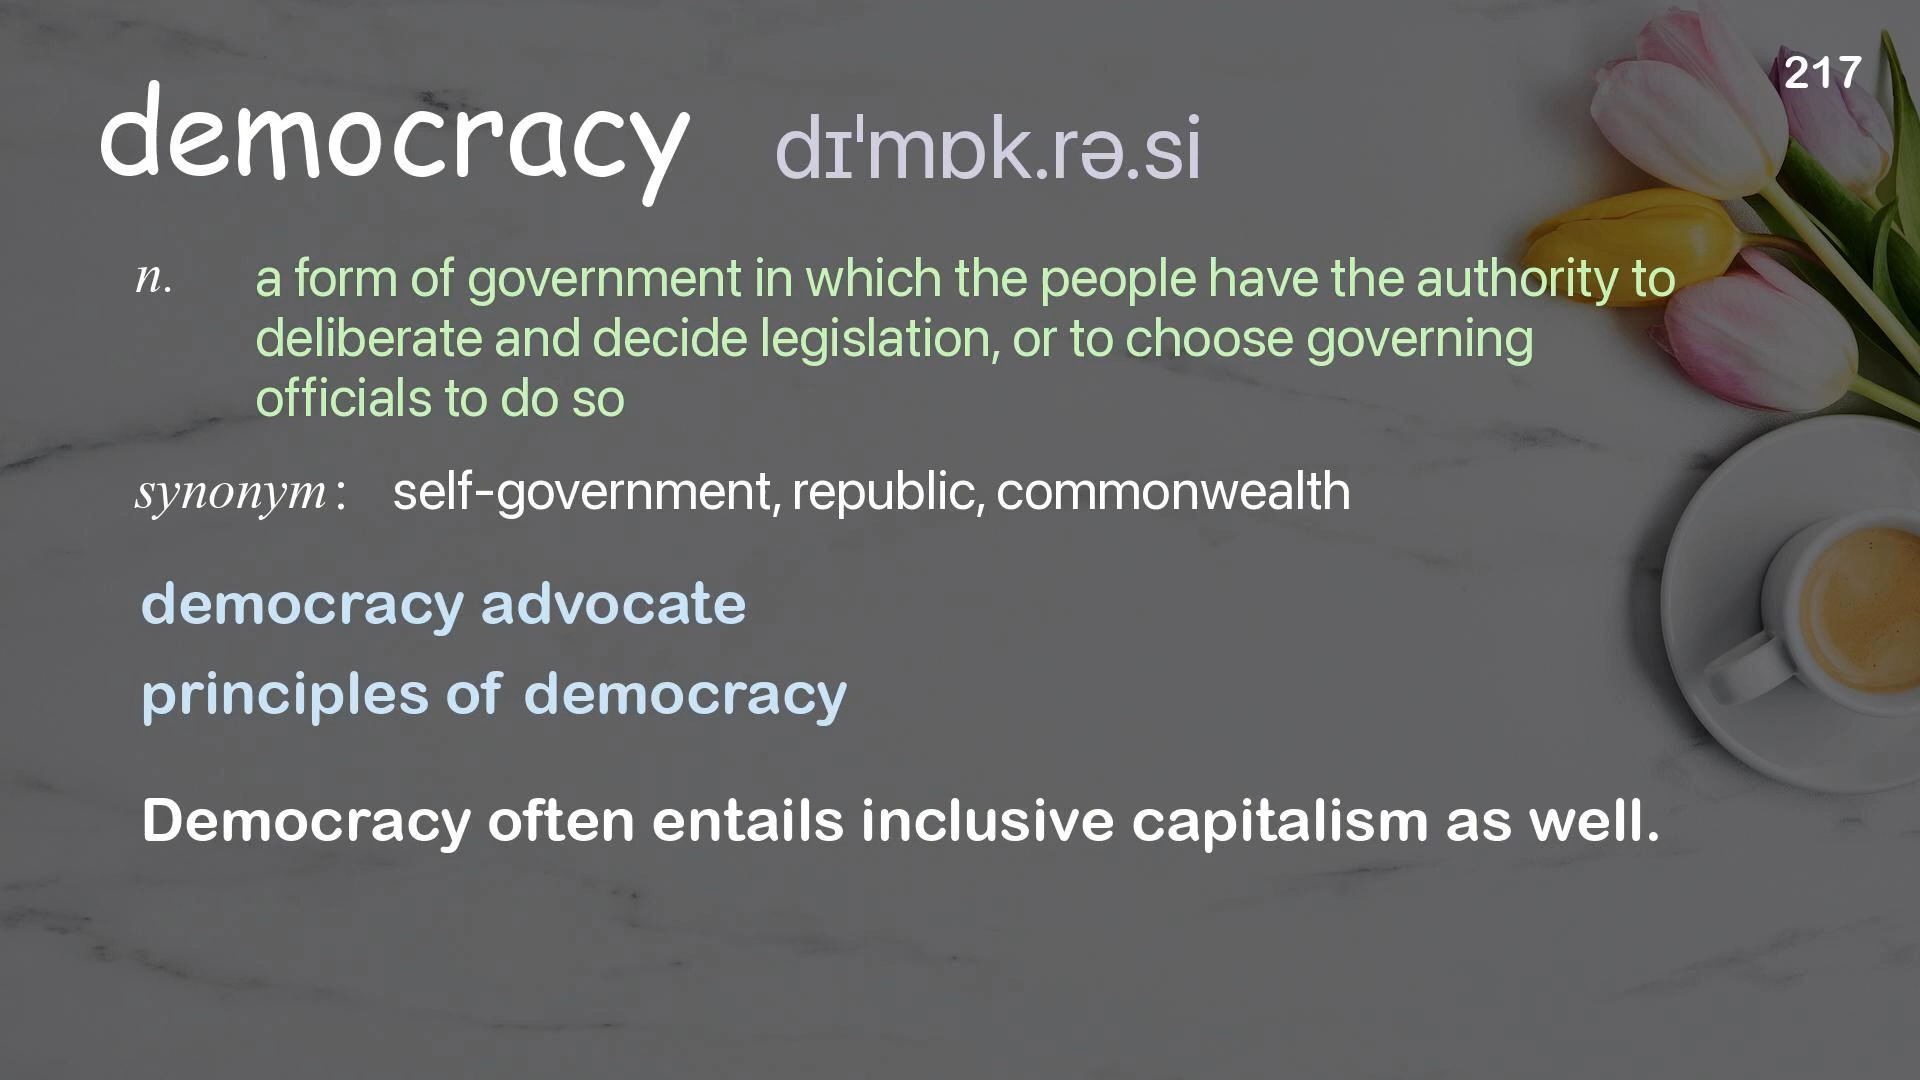 217
democracy dɪˈmɒk.rə.si
n. a form of government in which the people have the authority to
deliberate and decide legislation, or to choose governing
officials to do so
synonym: self-government, republic, commonwealth
democracy advocate
principles of democracy
Democracy often entails inclusive capitalism as well.